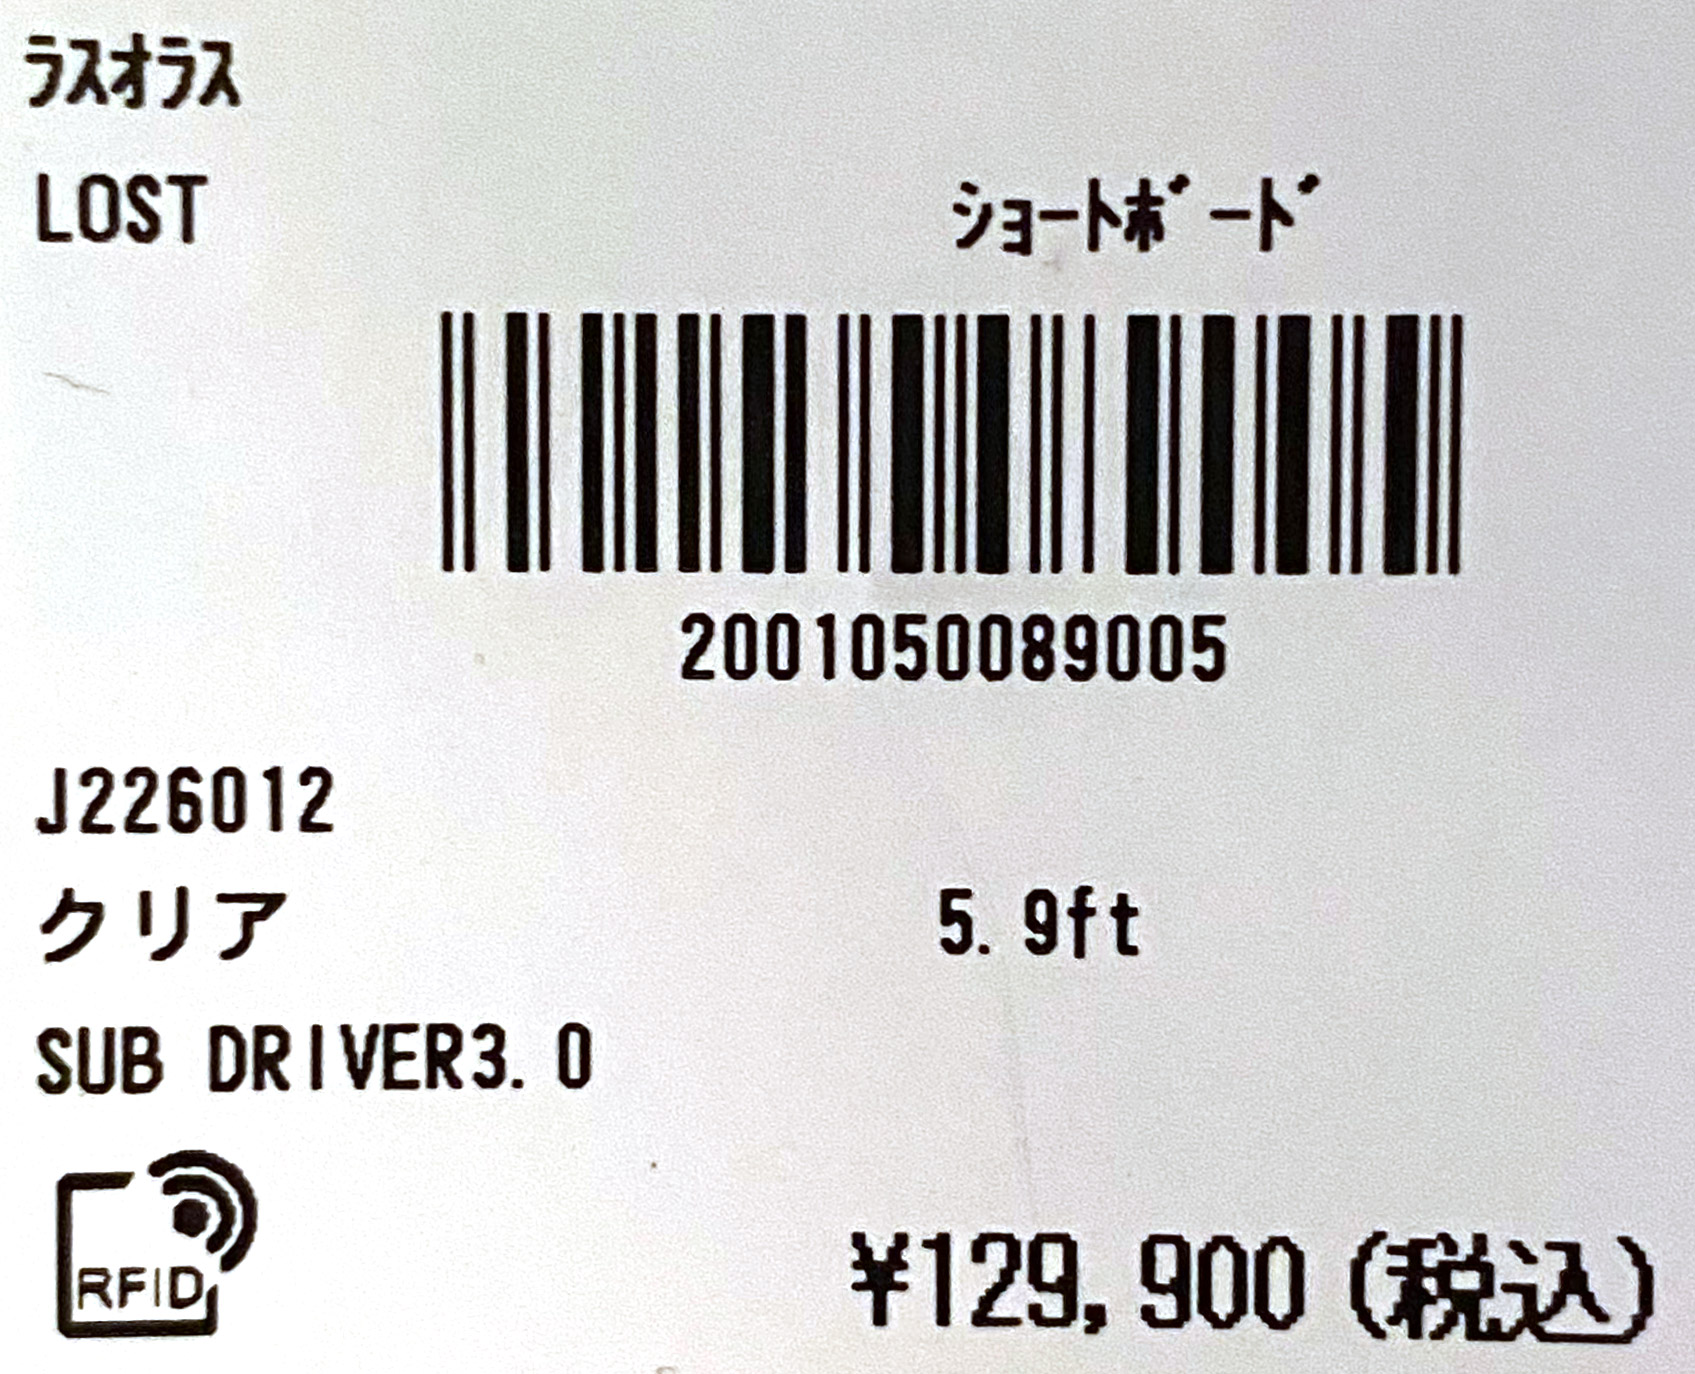 ﾗｽｵﾗｽ
LOST ｼｮｰﾄﾎﾞｰﾄﾞ
2001050089005
J226012
クリア 5.9ft
SUB DRIVER3.0
RFID
¥129,900(税込)